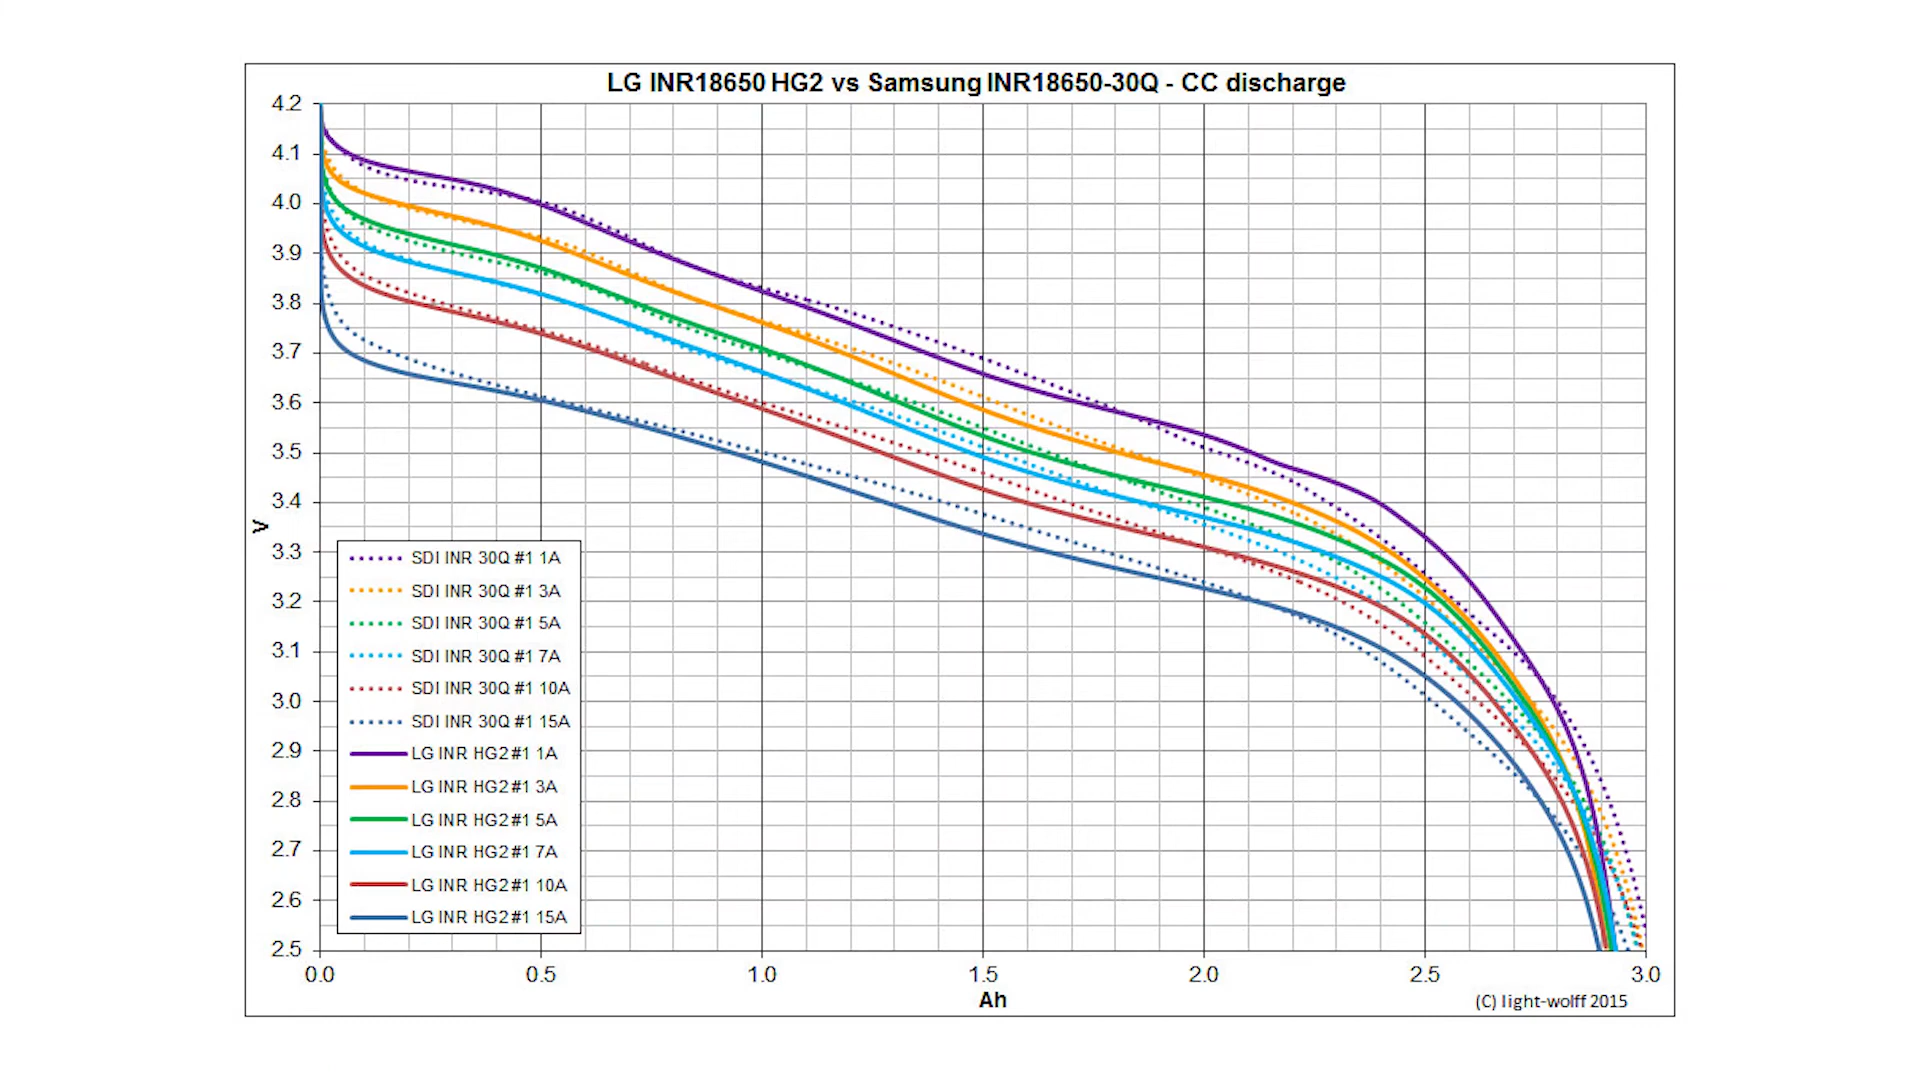 LG INR18650 HG2 vs Samsung INR18650-30Q - CC discharge
4.2
4.1
4.0
3.9
3.8
3.7
3.6
3.5
3.4
3.3
3.2
3.1
3.0
2.9
2.8
2.7
2.6
2.5
V
SDI INR 30Q #1 1A
SDI INR 30Q #1 3A
SDI INR 30Q #1 5A
SDI INR 30Q #1 7A
SDI INR 30Q #1 10A
SDI INR 30Q #1 15A
LG INR HG2 #1 1A
LG INR HG2 #1 3A
LG INR HG2 #1 5A
LG INR HG2 #1 7A
LG INR HG2 #1 10A
LG INR HG2 #1 15A
0.0 0.5 1.0 1.5 2.0 2.5 3.0
Ah
(C) light-wolff 2015